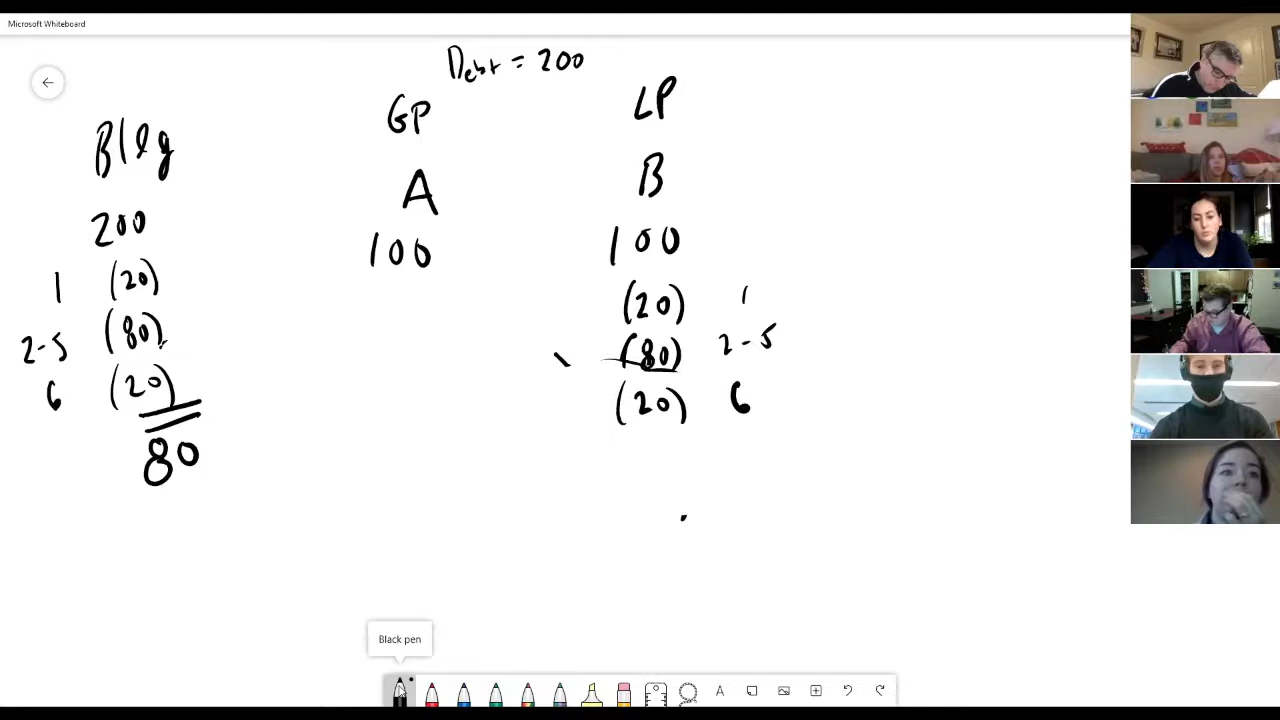 Microsoft Whiteboard
Debt = 200
Bldg
200
1 (20)
2-5 (80)
6 (20)
80
GP
A
100
LP
B
100
(20) 1
(80) 2-5
(20) 6
Black pen
A